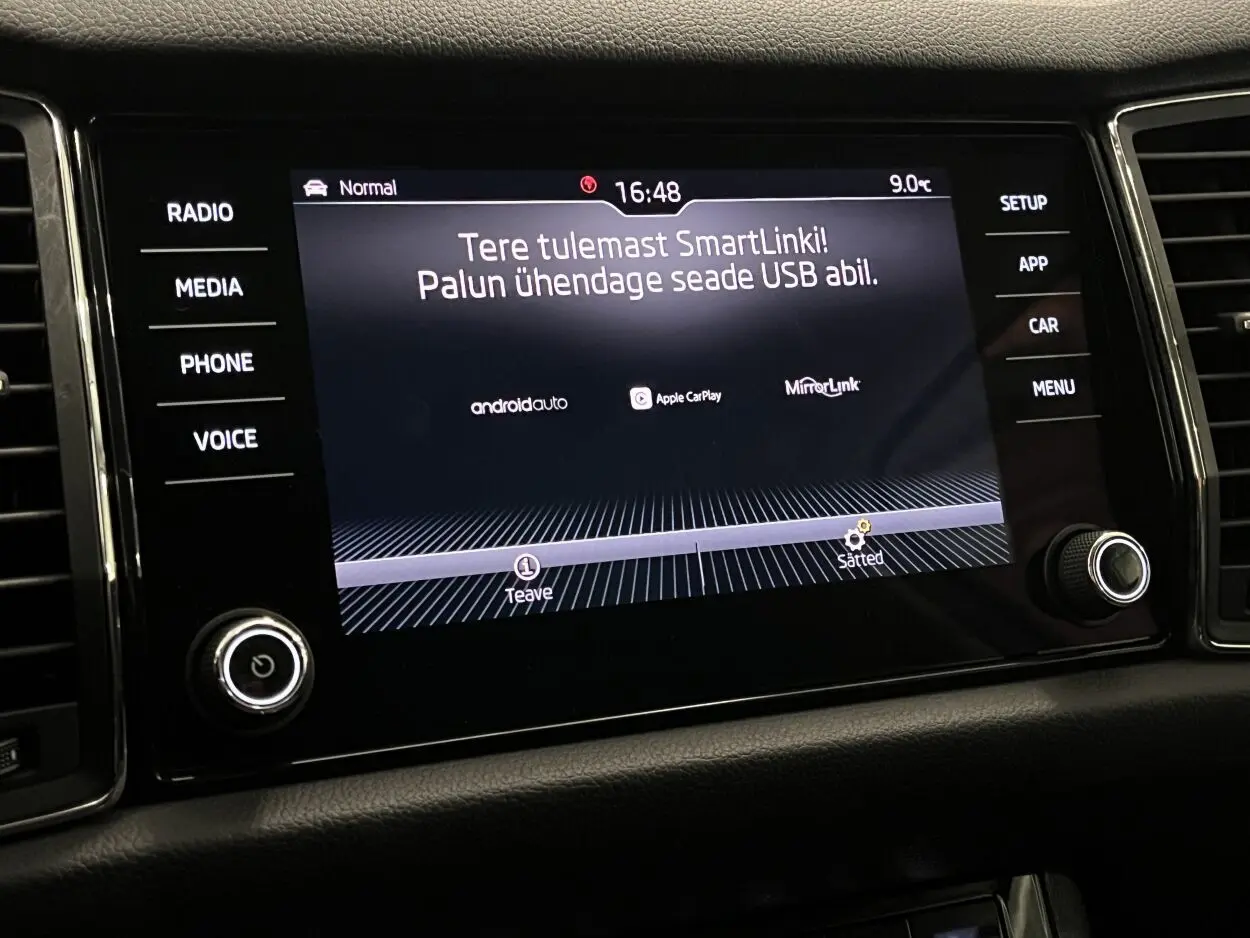 Normal
16:48
9.0°C
RADIO
MEDIA
PHONE
VOICE
Tere tulemast SmartLinki!
Palun ühendage seade USB abil.
androidauto
Apple CarPlay
MirrorLink
Teave
Sätted
SETUP
APP
CAR
MENU